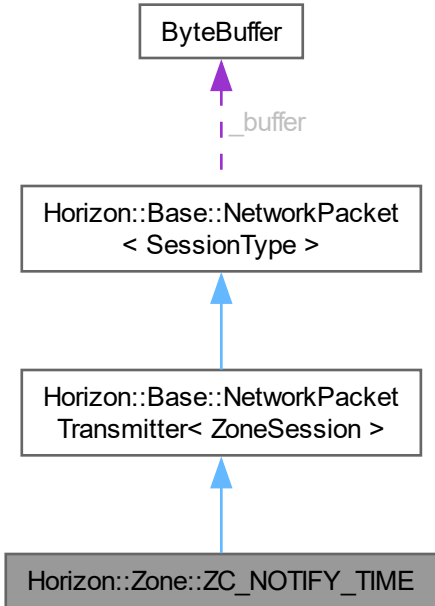 ByteBuffer
_buffer
Horizon::Base::NetworkPacket
< SessionType >
Horizon::Base::NetworkPacket
Transmitter< ZoneSession >
Horizon::Zone::ZC_NOTIFY_TIME